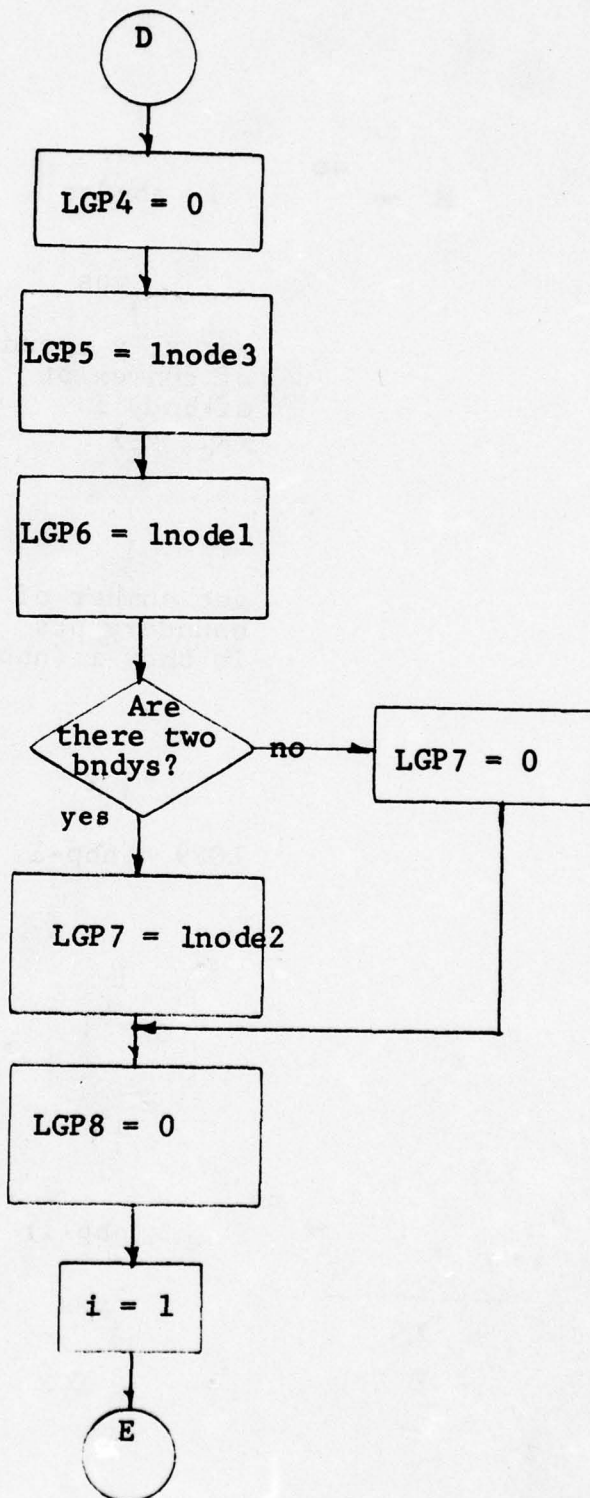 D
LGP4 = 0
LGP5 = lnode3
LGP6 = lnode1
Are
there two
bndys?
no
LGP7 = 0
yes
LGP7 = lnode2
LGP8 = 0
i = 1
E